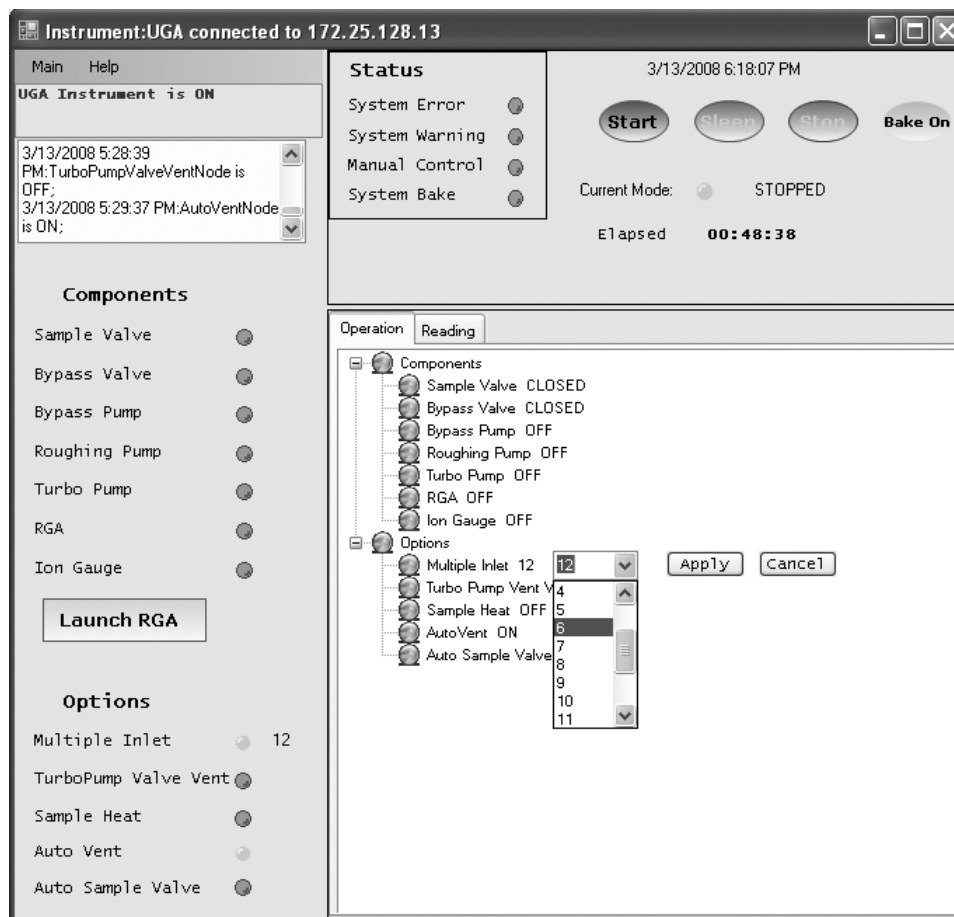 Instrument:UGA connected to 172.25.128.13
Main Help
UGA Instrument is ON
3/13/2008 5:28:39
PM:TurboPumpValveVentNode is
OFF;
3/13/2008 5:29:37 PM:AutoVentNode
is ON;
Components
Sample Valve
Bypass Valve
Bypass Pump
Roughing Pump
Turbo Pump
RGA
Ion Gauge
Launch RGA
Options
Multiple Inlet 12
TurboPump Valve Vent
Sample Heat
Auto Vent
Auto Sample Valve
Status
System Error
System Warning
Manual Control
System Bake
3/13/2008 6:18:07 PM
Start Sleep Stop Bake On
Current Mode: STOPPED
Elapsed 00:48:38
Operation Reading
Components
Sample Valve CLOSED
Bypass Valve CLOSED
Bypass Pump OFF
Roughing Pump OFF
Turbo Pump OFF
RGA OFF
Ion Gauge OFF
Options
Multiple Inlet 12 12 Apply Cancel
Turbo Pump Vent V
Sample Heat OFF
AutoVent ON
Auto Sample Valve
4
5
6
7
8
9
10
11